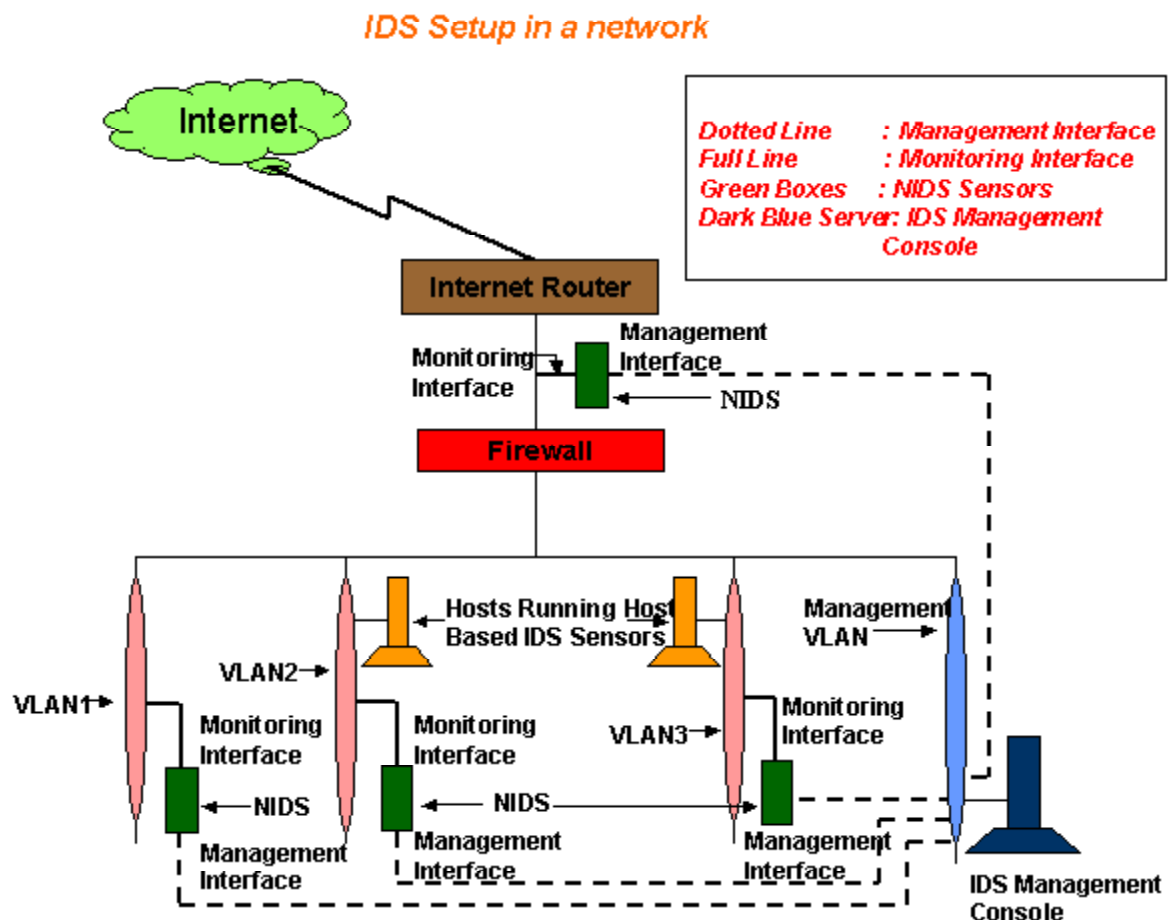 IDS Setup in a network
Internet
Dotted Line : Management Interface
Full Line : Monitoring Interface
Green Boxes : NIDS Sensors
Dark Blue Server: IDS Management
Console
Internet Router
Management
Interface
Monitoring
Interface
NIDS
Firewall
Hosts Running Host
Based IDS Sensors
Management
VLAN
VLAN2
VLAN1
Monitoring
Interface
Monitoring
Interface
VLAN3
Monitoring
Interface
NIDS
NIDS
Management
Interface
Management
Interface
Management
Interface
IDS Management
Console